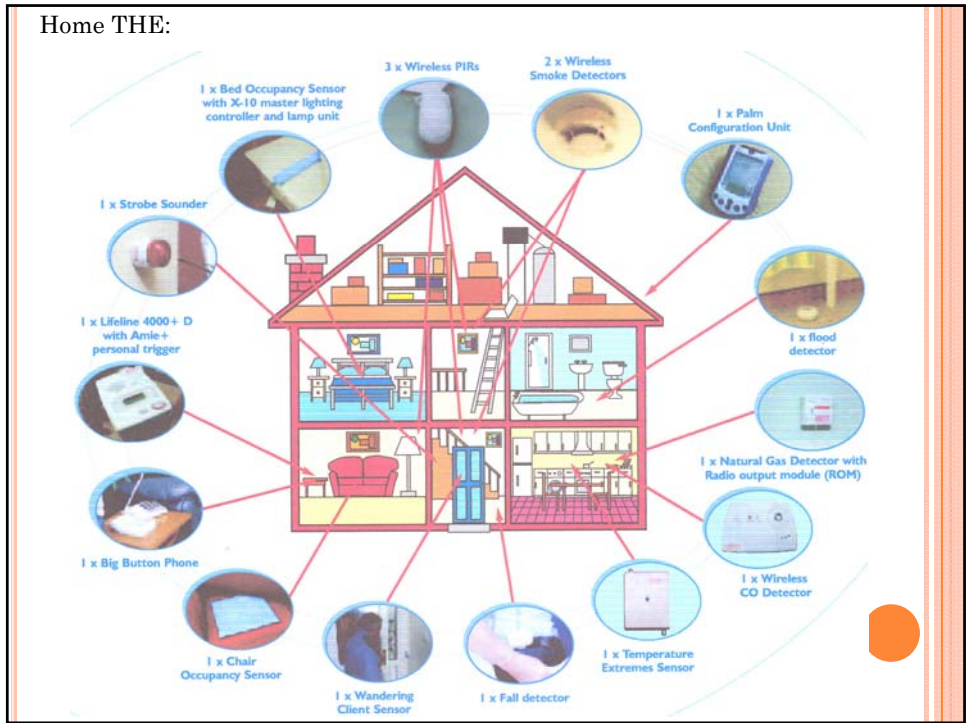 Home THE:
3 x Wireless PIRs
2 x Wireless
Smoke Detectors
1 x Bed Occupancy Sensor
with X-10 master lighting
controller and lamp unit
1 x Palm
Configuration Unit
1 x Strobe Sounder
1 x Lifeline 4000+ D
with Amie+
personal trigger
1 x flood
detector
1 x Natural Gas Detector with
Radio output module (ROM)
1 x Big Button Phone
1 x Wireless
CO Detector
1 x Chair
Occupancy Sensor
1 x Temperature
Extremes Sensor
1 x Wandering
Client Sensor
1 x Fall detector